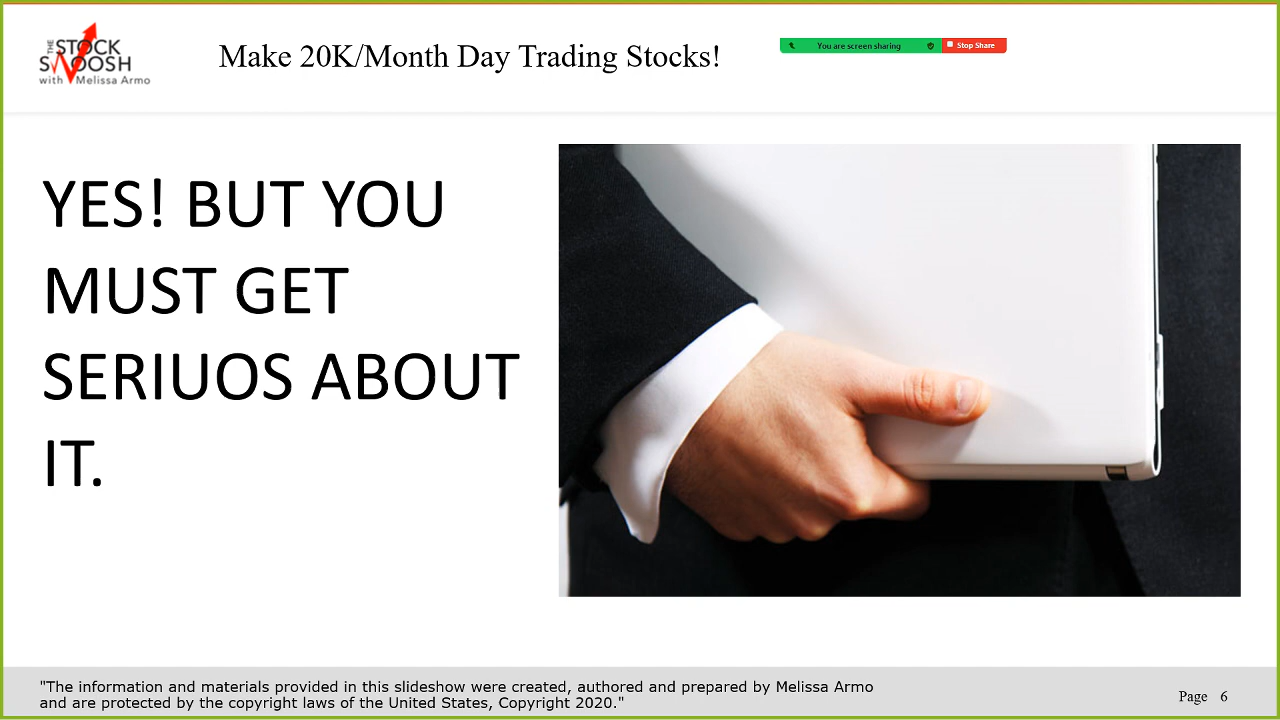 THE
STOCK
SWOOSH
with Melissa Armo
Make 20K/Month Day Trading Stocks!
You are screen sharing
Stop Share
YES! BUT YOU
MUST GET
SERIUOS ABOUT
IT.
"The information and materials provided in this slideshow were created, authored and prepared by Melissa Armo
and are protected by the copyright laws of the United States, Copyright 2020."
Page 6